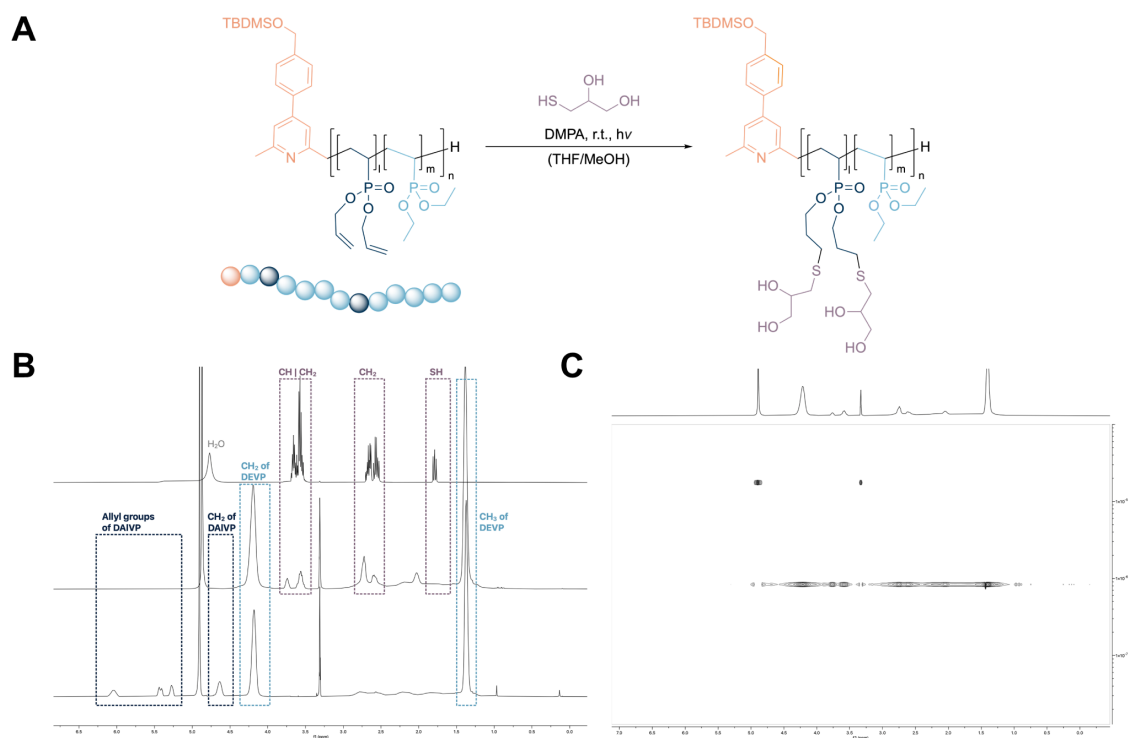 A
TBDMSO
N
P=O
O
O
l
m
n
H
HS
OH
OH
DMPA, r.t., hν
(THF/MeOH)
TBDMSO
N
P=O
O
O
P=O
O
O
l
m
n
H
S
S
HO
HO
HO
HO
B
CH | CH₂
CH₂
SH
H₂O
CH₂ of
DEVP
Allyl groups
of DAlVP
CH₂ of
DAlVP
CH₃ of
DEVP
6.0 5.5 5.0 4.5 4.0 3.5 3.0 2.5 2.0 1.5 1.0 0.5 0.0
C
7.0 6.5 6.0 5.5 5.0 4.5 4.0 3.5 3.0 2.5 2.0 1.5 1.0 0.5 0.0